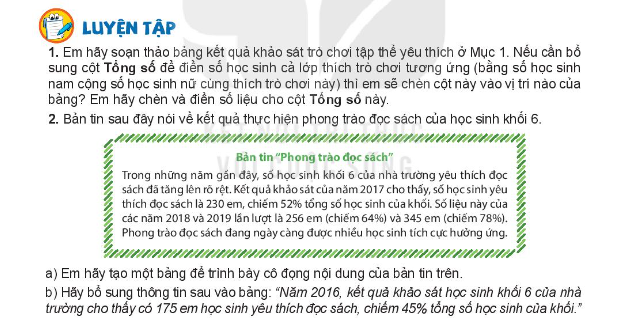 LUYỆN TẬP
1. Em hãy soạn thảo bảng kết quả khảo sát trò chơi tập thể yêu thích ở Mục 1. Nếu cần bổ
sung cột Tổng số để điền số học sinh cả lớp thích trò chơi tương ứng (bằng số học sinh
nam cộng số học sinh nữ cùng thích trò chơi này) thì em sẽ chèn cột này vào vị trí nào của
bảng? Em hãy chèn và điền số liệu cho cột Tổng số này.
2. Bản tin sau đây nói về kết quả thực hiện phong trào đọc sách của học sinh khối 6.
KẾT NỐI TRI THỨC
Bản tin "Phong trào đọc sách"
VỚI CUỘC SỐNG
Trong những năm gần đây, số học sinh khối 6 của nhà trường yêu thích đọc
sách đã tăng lên rõ rệt. Kết quả khảo sát của năm 2017 cho thấy, số học sinh yêu
thích đọc sách là 230 em, chiếm 52% tổng số học sinh của khối. Số liệu này của
các năm 2018 và 2019 lần lượt là 256 em (chiếm 64%) và 345 em (chiếm 78%).
Phong trào đọc sách đang ngày càng được nhiều học sinh tích cực hưởng ứng.
a) Em hãy tạo một bảng để trình bày cô đọng nội dung của bản tin trên.
b) Hãy bổ sung thông tin sau vào bảng: "Năm 2016, kết quả khảo sát học sinh khối 6 của nhà
trường cho thấy có 175 em học sinh yêu thích đọc sách, chiếm 45% tổng số học sinh của khối."